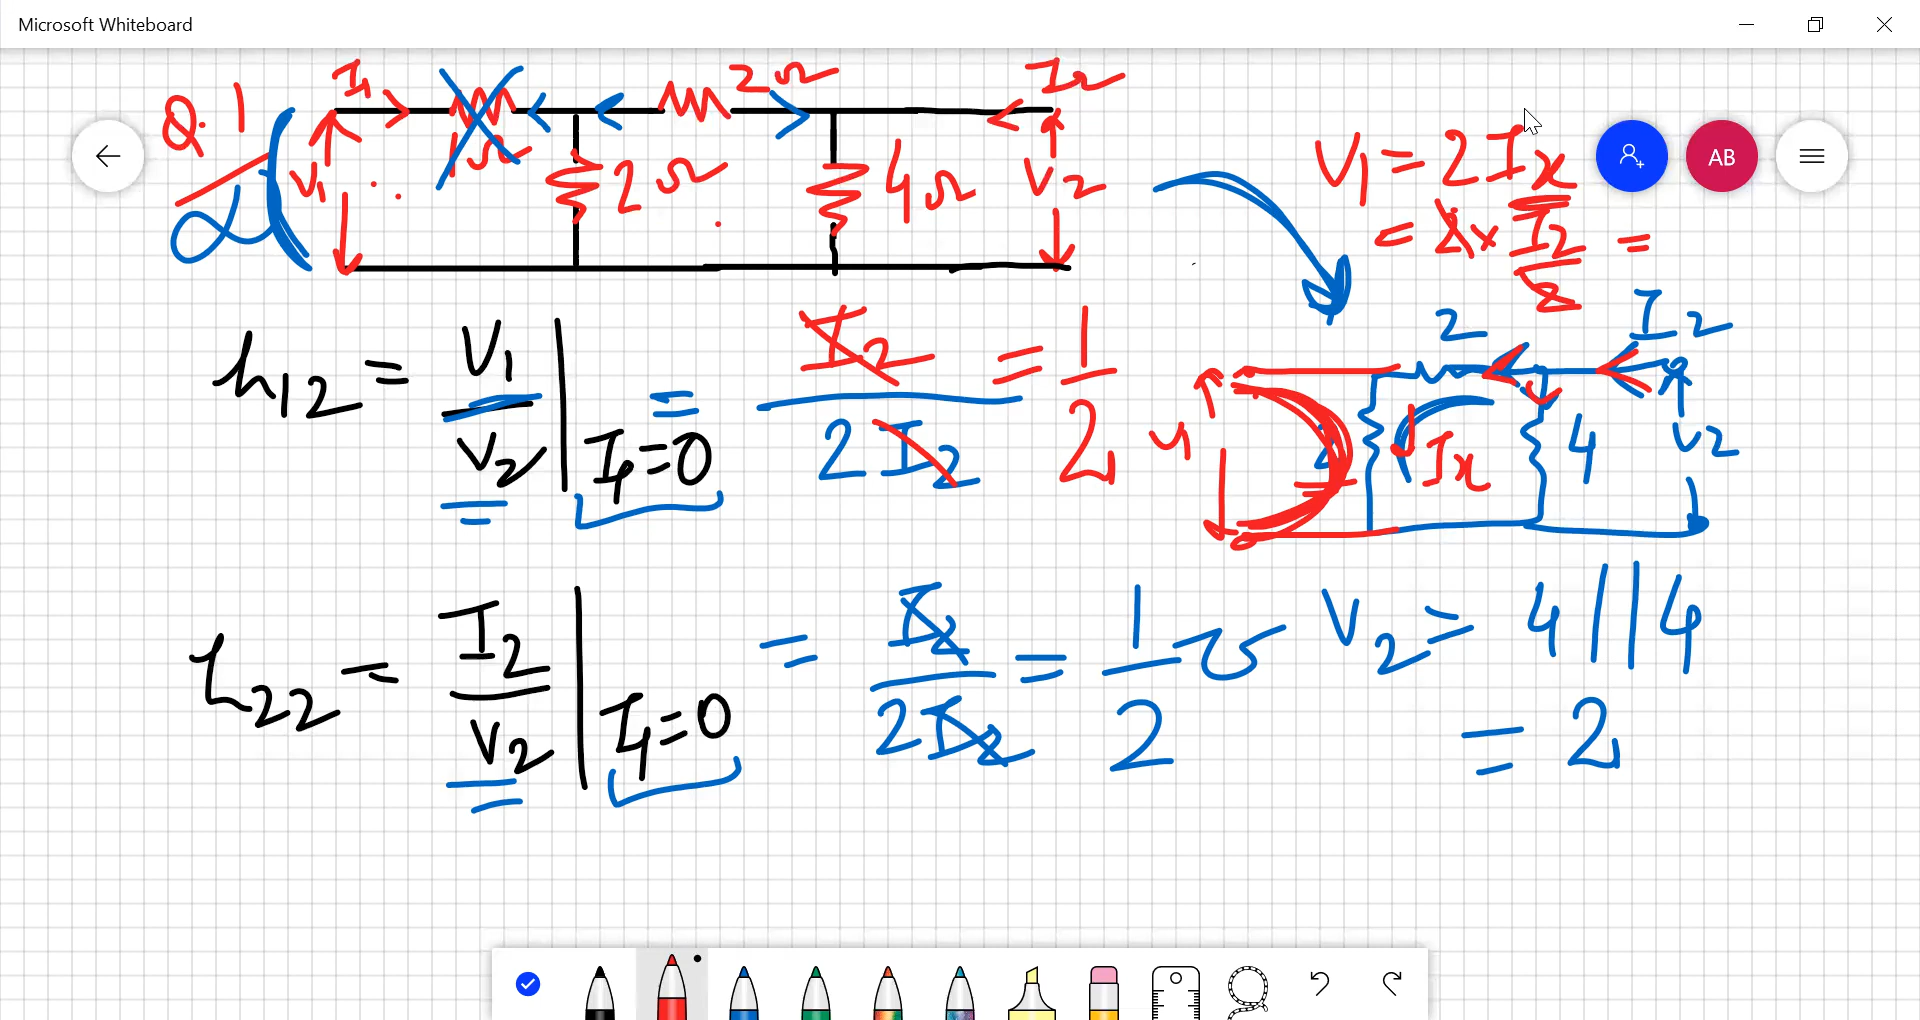 Microsoft Whiteboard
Q.1
I1 1Ω 2Ω I2
V1 2Ω 4Ω V2
α
V1 = 2Ix
= 2 x I2/2 =
h12 = V1/V2 | I1=0 = I2/2I2 = 1/2
2 I2
V1 2 Ix 4 V2
h22 = I2/V2 | I1=0 = I2/2I2 = 1/2 ℧
V2 = 4||4
= 2
AB